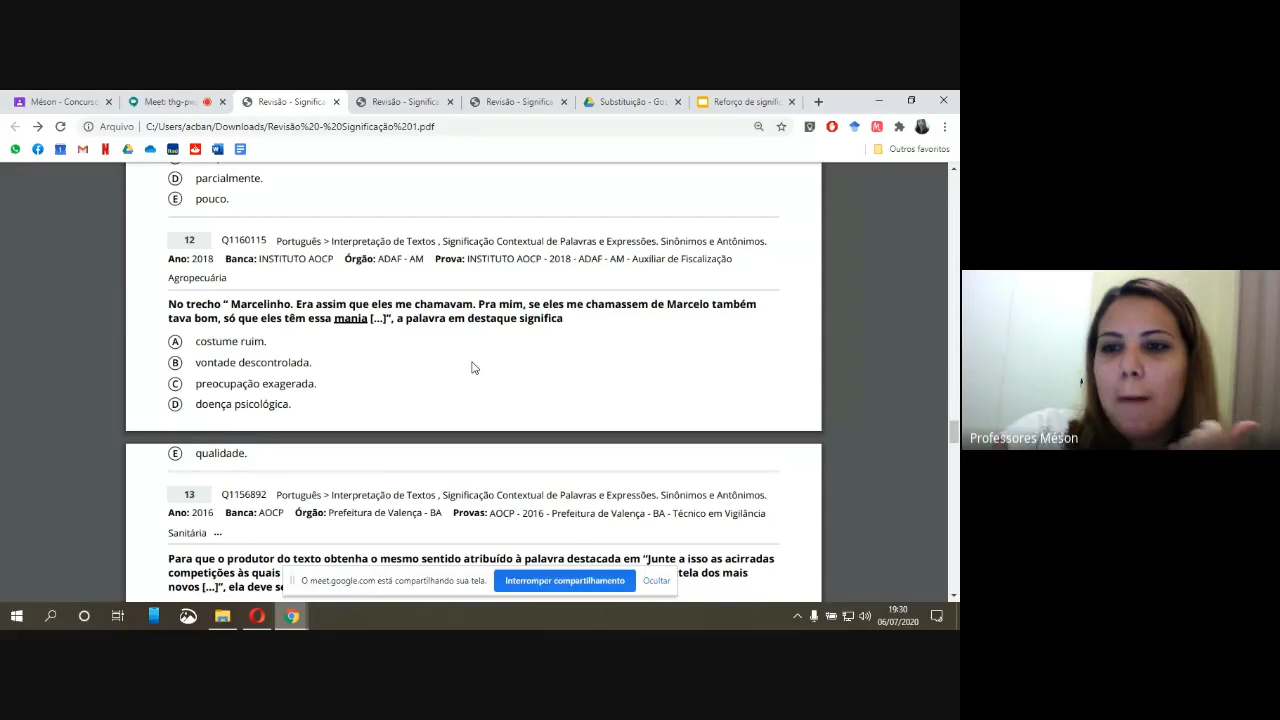 Méson - Concurso
Meet: thg-pw
Revisão - Significa
Revisão - Significa
Revisão - Significa
Substituição - Goo
Reforço de signific
Arquivo | C:/Users/acban/Downloads/Revisão%20-%20Significação%201.pdf
Outros favoritos
D parcialmente.
E pouco.
12 Q1160115 Português > Interpretação de Textos , Significação Contextual de Palavras e Expressões. Sinônimos e Antônimos.
Ano: 2018 Banca: INSTITUTO AOCP Órgão: ADAF - AM Prova: INSTITUTO AOCP - 2018 - ADAF - AM - Auxiliar de Fiscalização
Agropecuária
No trecho “ Marcelinho. Era assim que eles me chamavam. Pra mim, se eles me chamassem de Marcelo também
tava bom, só que eles têm essa mania [...]”, a palavra em destaque significa
A costume ruim.
B vontade descontrolada.
C preocupação exagerada.
D doença psicológica.
E qualidade.
13 Q1156892 Português > Interpretação de Textos , Significação Contextual de Palavras e Expressões. Sinônimos e Antônimos.
Ano: 2016 Banca: AOCP Órgão: Prefeitura de Valença - BA Provas: AOCP - 2016 - Prefeitura de Valença - BA - Técnico em Vigilância
Sanitária ...
Para que o produtor do texto obtenha o mesmo sentido atribuído à palavra destacada em “Junte a isso as acirradas
competições às quais tela dos mais
novos [...]”, ela deve s
O meet.google.com está compartilhando sua tela.
Interromper compartilhamento
Ocultar
Professores Méson
19:30
06/07/2020